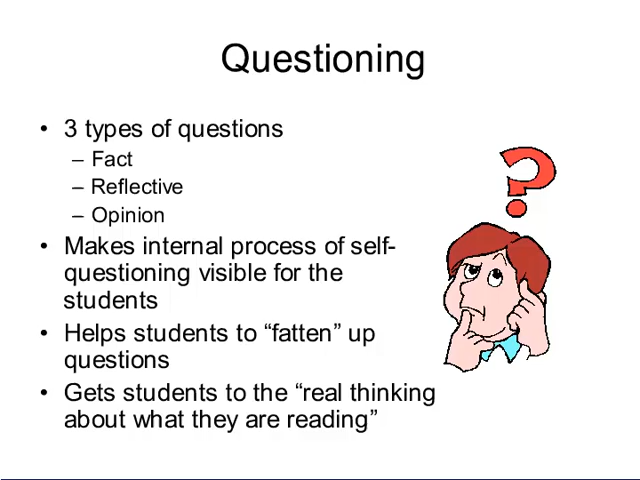 Questioning
• 3 types of questions
– Fact
– Reflective
– Opinion
• Makes internal process of self-
questioning visible for the
students
• Helps students to “fatten” up
questions
• Gets students to the “real thinking
about what they are reading”
?